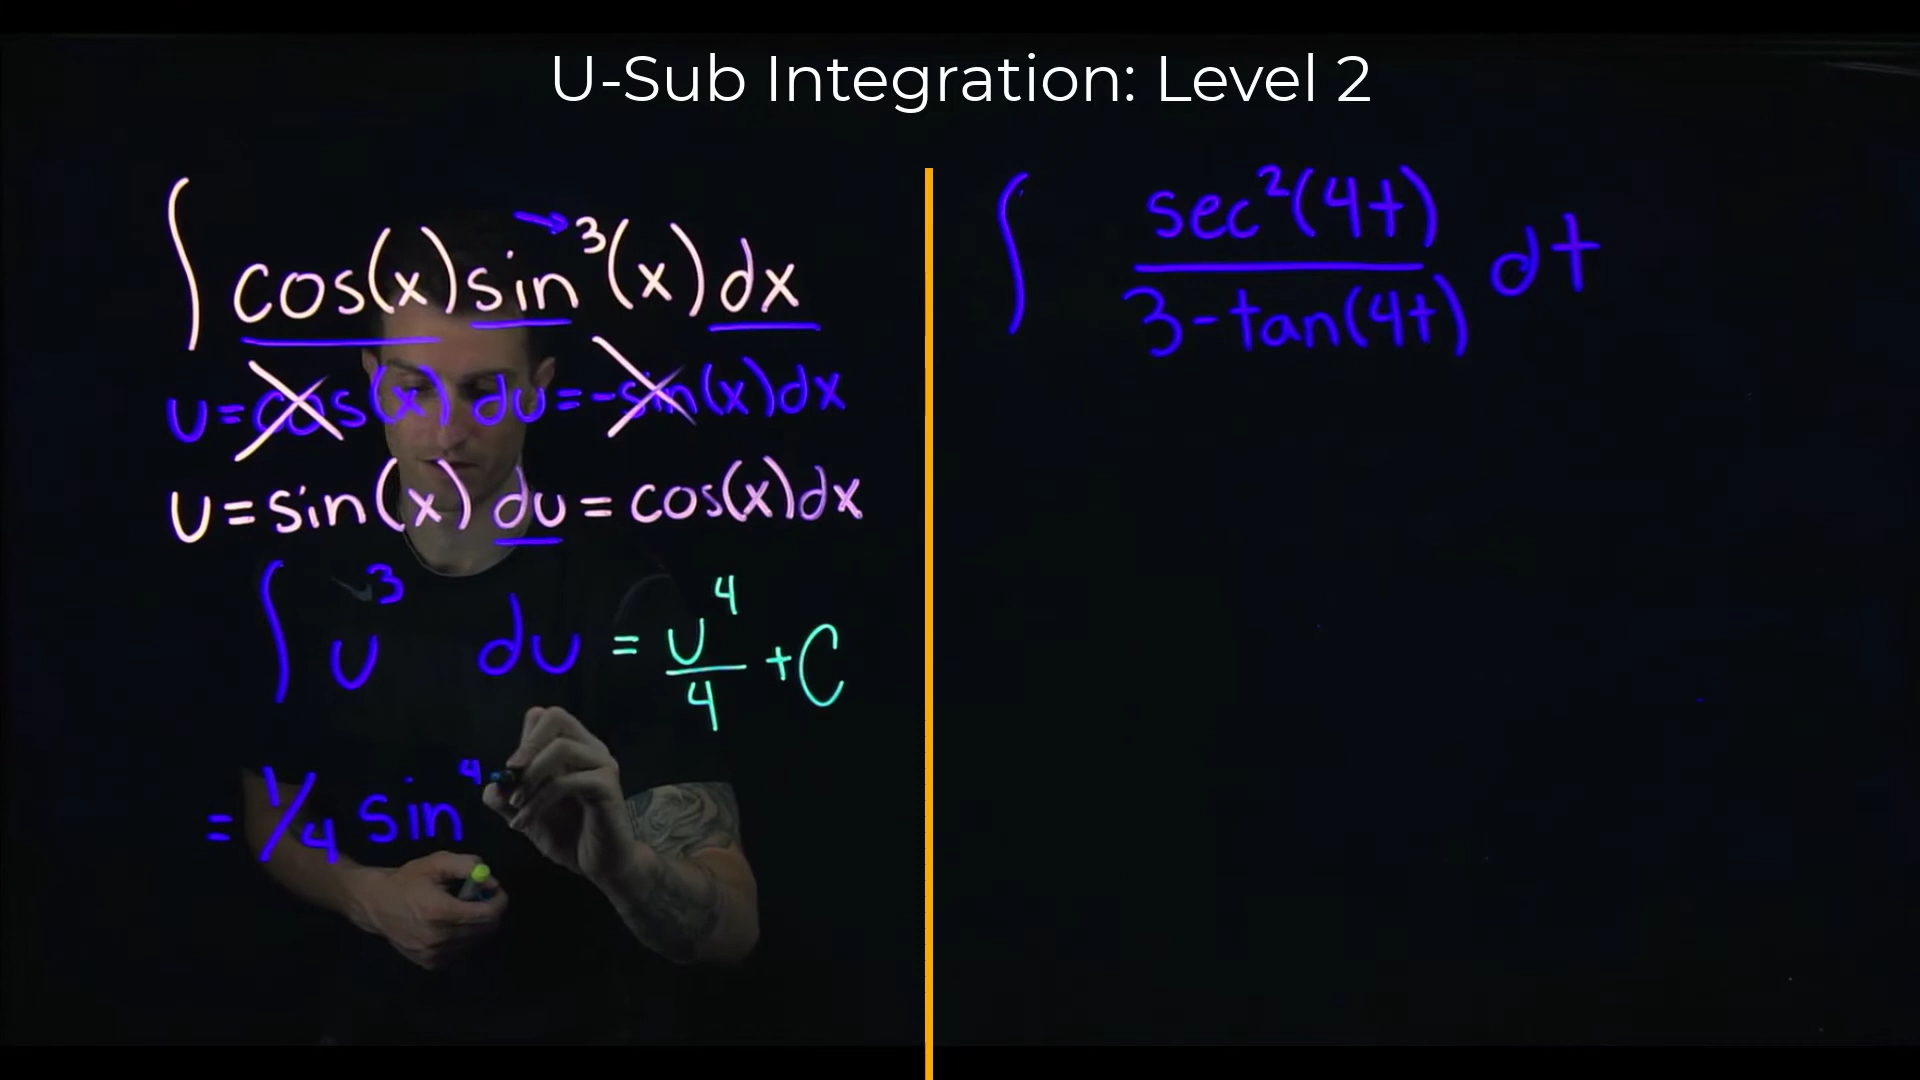 U-Sub Integration: Level 2
∫ cos(x) sin³(x) dx
u = cos(x) du = -sin(x)dx
u = sin(x) du = cos(x)dx
∫ u³ du = u⁴/4 + C
= 1/4 sin⁴
∫ sec²(4t)/3-tan(4t) dt